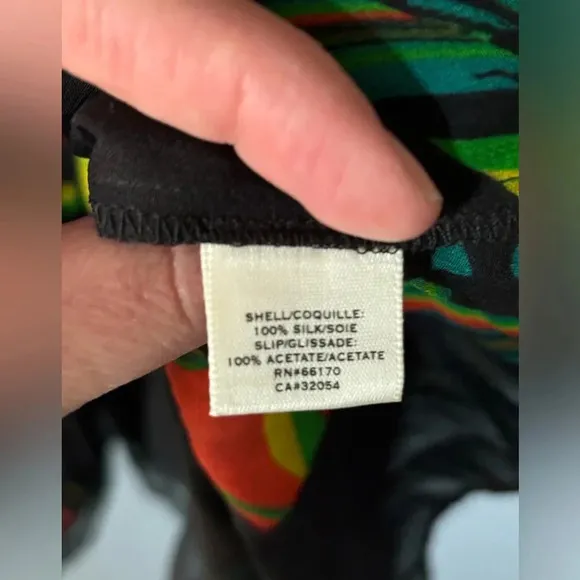 SHELL/COQUILLE:
100% SILK/SOIE
SLIP/GLISSADE:
100% ACETATE/ACETATE
RN#66170
CA#32054